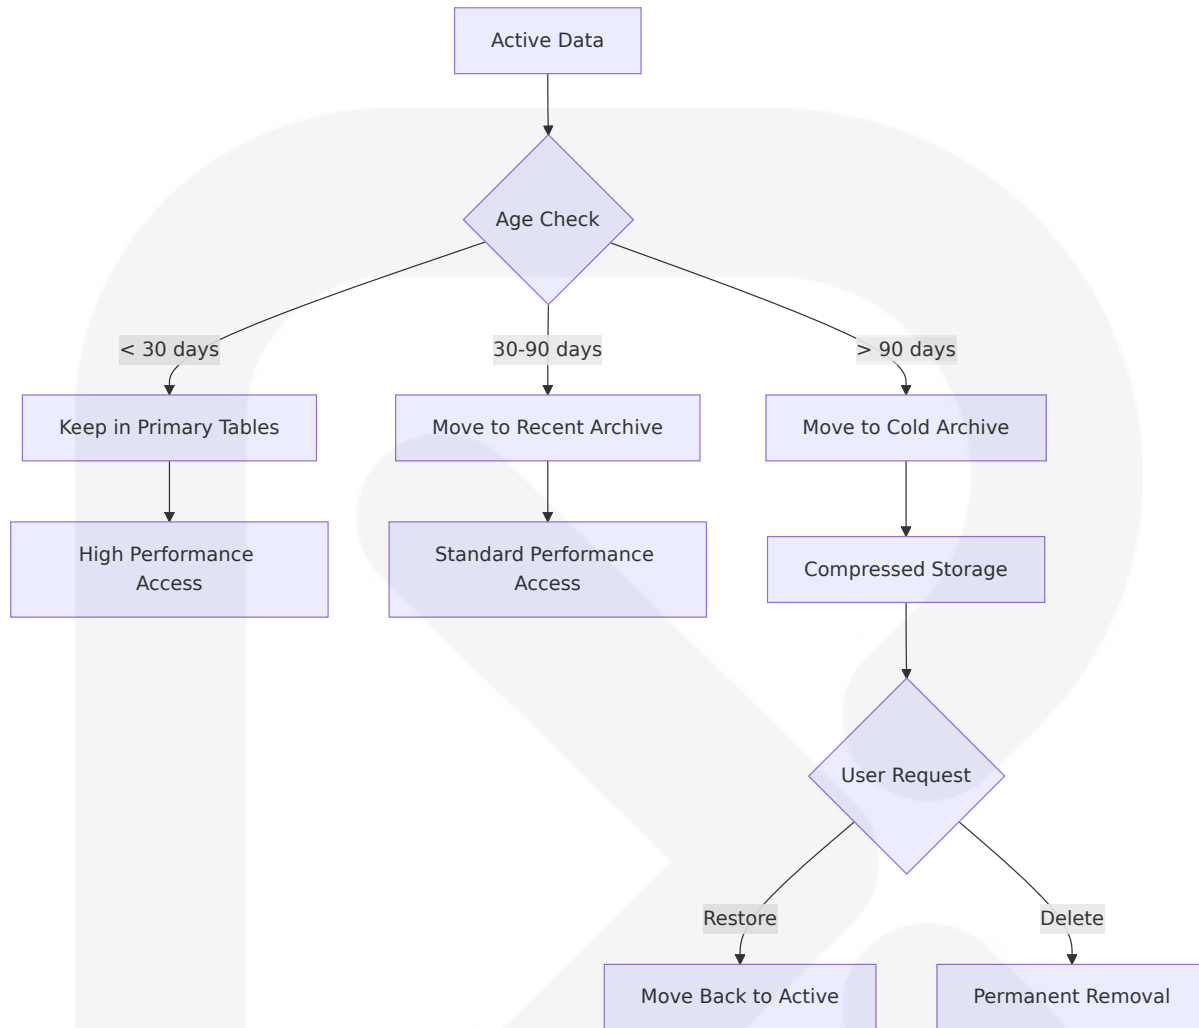 Active Data
Age Check
< 30 days
30-90 days
> 90 days
Keep in Primary Tables
Move to Recent Archive
Move to Cold Archive
High Performance
Access
Standard Performance
Access
Compressed Storage
User Request
Restore
Delete
Move Back to Active
Permanent Removal